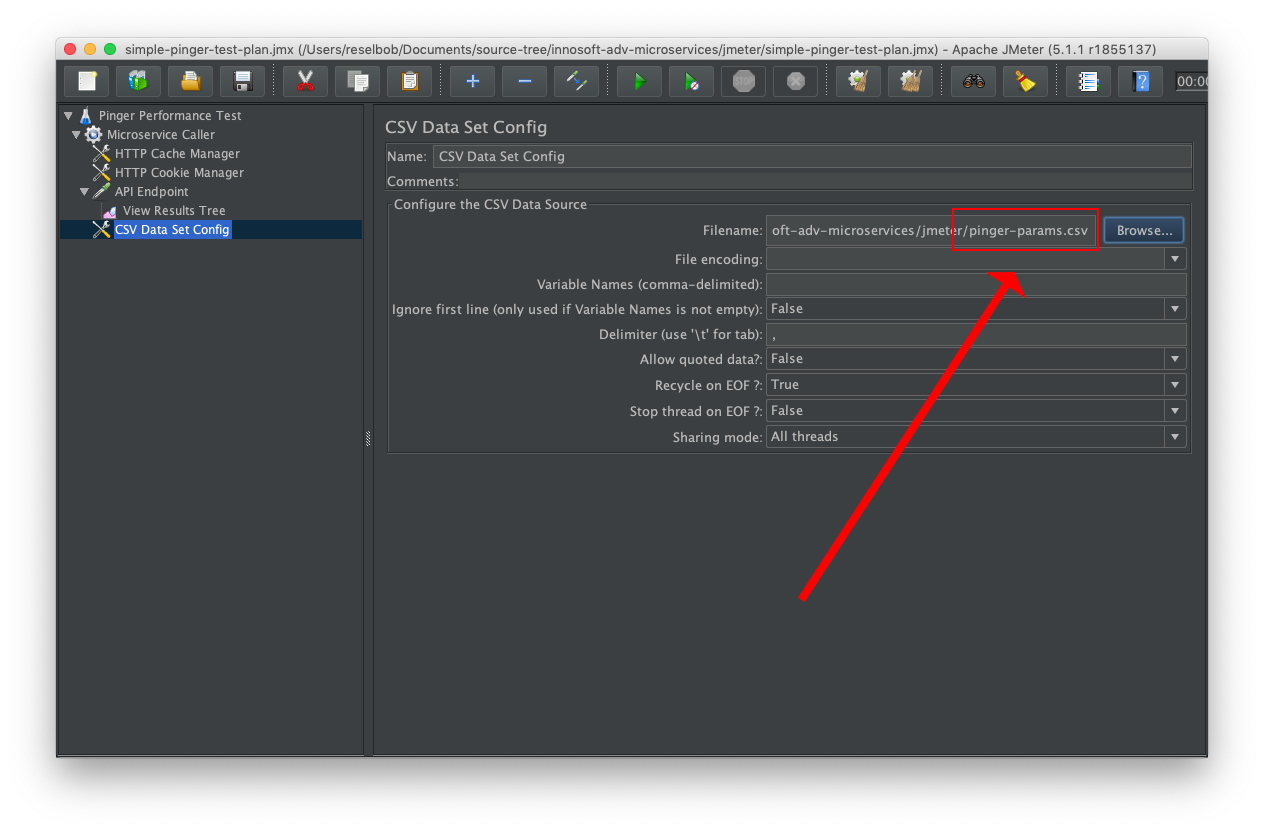 simple-pinger-test-plan.jmx (/Users/reselbob/Documents/source-tree/innosoft-adv-microservices/jmeter/simple-pinger-test-plan.jmx) - Apache JMeter (5.1.1 r1855137)
STOP
?
00:00
Pinger Performance Test
Microservice Caller
HTTP Cache Manager
HTTP Cookie Manager
API Endpoint
View Results Tree
CSV Data Set Config
CSV Data Set Config
Name: CSV Data Set Config
Comments:
Configure the CSV Data Source
Filename: oft-adv-microservices/jmeter/pinger-params.csv Browse...
File encoding:
Variable Names (comma-delimited):
Ignore first line (only used if Variable Names is not empty): False
Delimiter (use '\t' for tab): ,
Allow quoted data?: False
Recycle on EOF ?: True
Stop thread on EOF ?: False
Sharing mode: All threads